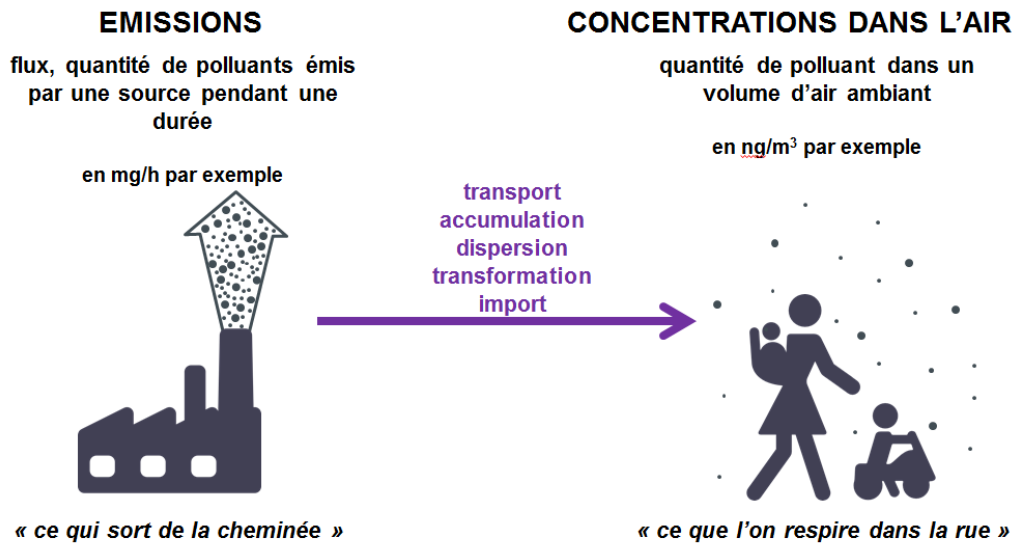 EMISSIONS
flux, quantité de polluants émis
par une source pendant une
durée
en mg/h par exemple
CONCENTRATIONS DANS L'AIR
quantité de polluant dans un
volume d'air ambiant
en ng/m³ par exemple
transport
accumulation
dispersion
transformation
import
« ce qui sort de la cheminée »
« ce que l'on respire dans la rue »